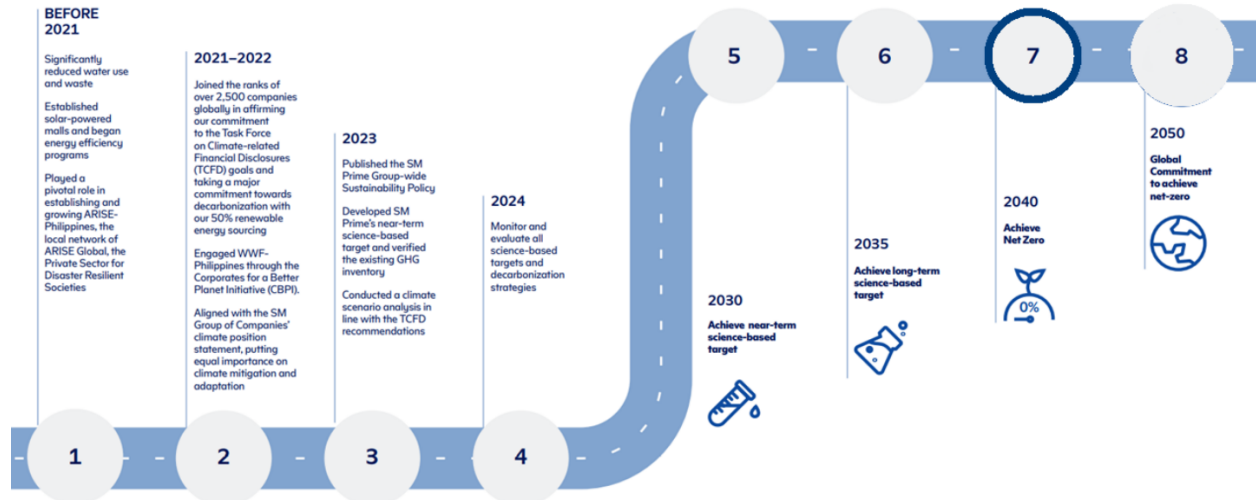 BEFORE
2021
Significantly
reduced water use
and waste
Established
solar-powered
malls and began
energy efficiency
programs
Played a
pivotal role in
establishing and
growing ARISE-
Philippines, the
local network of
ARISE Global, the
Private Sector for
Disaster Resilient
Societies
1
2021–2022
Joined the ranks of
over 2,500 companies
globally in affirming
our commitment
to the Task Force
on Climate-related
Financial Disclosures
(TCFD) goals and
taking a major
commitment towards
decarbonization with
our 50% renewable
energy sourcing
Engaged WWF-
Philippines through the
Corporates for a Better
Planet Initiative (CBPI).
Aligned with the SM
Group of Companies'
climate position
statement, putting
equal importance on
climate mitigation and
adaptation
2
2023
Published the SM
Prime Group-wide
Sustainability Policy
Developed SM
Prime's near-term
science-based
target and verified
the existing GHG
inventory
Conducted a climate
scenario analysis in
line with the TCFD
recommendations
3
2024
Monitor and
evaluate all
science-based
targets and
decarbonization
strategies
4
5
2030
Achieve near-term
science-based
target
6
2035
Achieve long-term
science-based
target
7
2040
Achieve
Net Zero
0%
8
2050
Global
Commitment
to achieve
net-zero